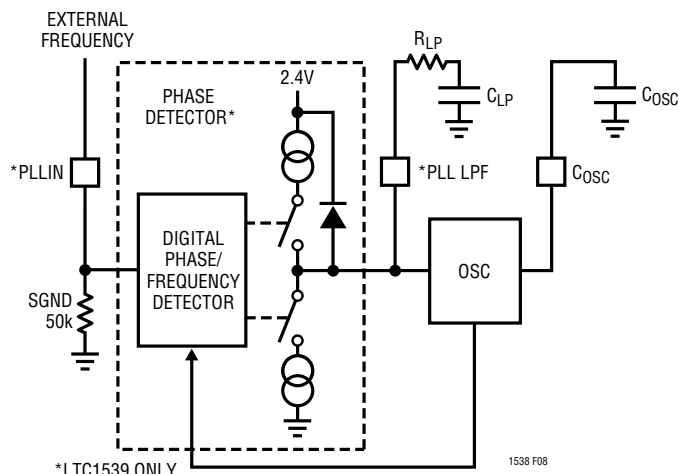 EXTERNAL
FREQUENCY
PHASE
DETECTOR*
2.4V
RLP
CLP
COSC
*PLLIN
*PLL LPF
COSC
DIGITAL
PHASE/
FREQUENCY
DETECTOR
OSC
SGND
50k
*LTC1539 ONLY
1538 F08